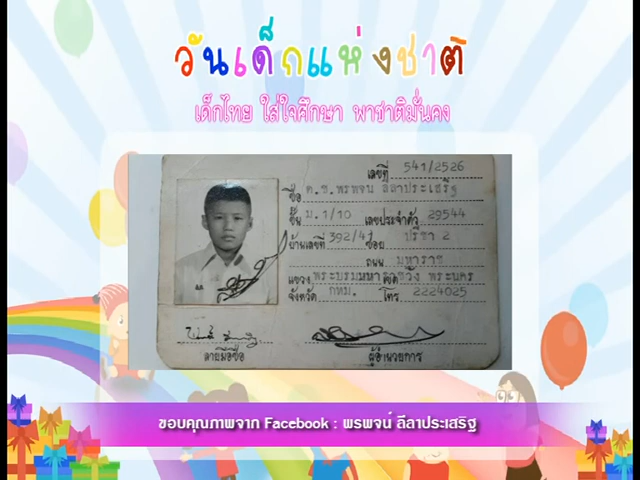 วันเด็กแห่งชาติ
เด็กไทย ใส่ใจศึกษา พาชาติมั่นคง
เลขที่ 541/2526
ชื่อ ด.ช.พรพจน์ ลีลาประเสริฐ
ชั้น ม.1/10 เลขประจำตัว 29544
บ้านเลขที่ 392/41 ซอย ปรีชา 2
ถนน มหาราช
แขวง พระบรมมหาราชวัง เขต พระนคร
จังหวัด กทม. โทร 2224025
ลายมือชื่อ ผู้อำนวยการ
ขอบคุณภาพจาก Facebook : พรพจน์ ลีลาประเสริฐ